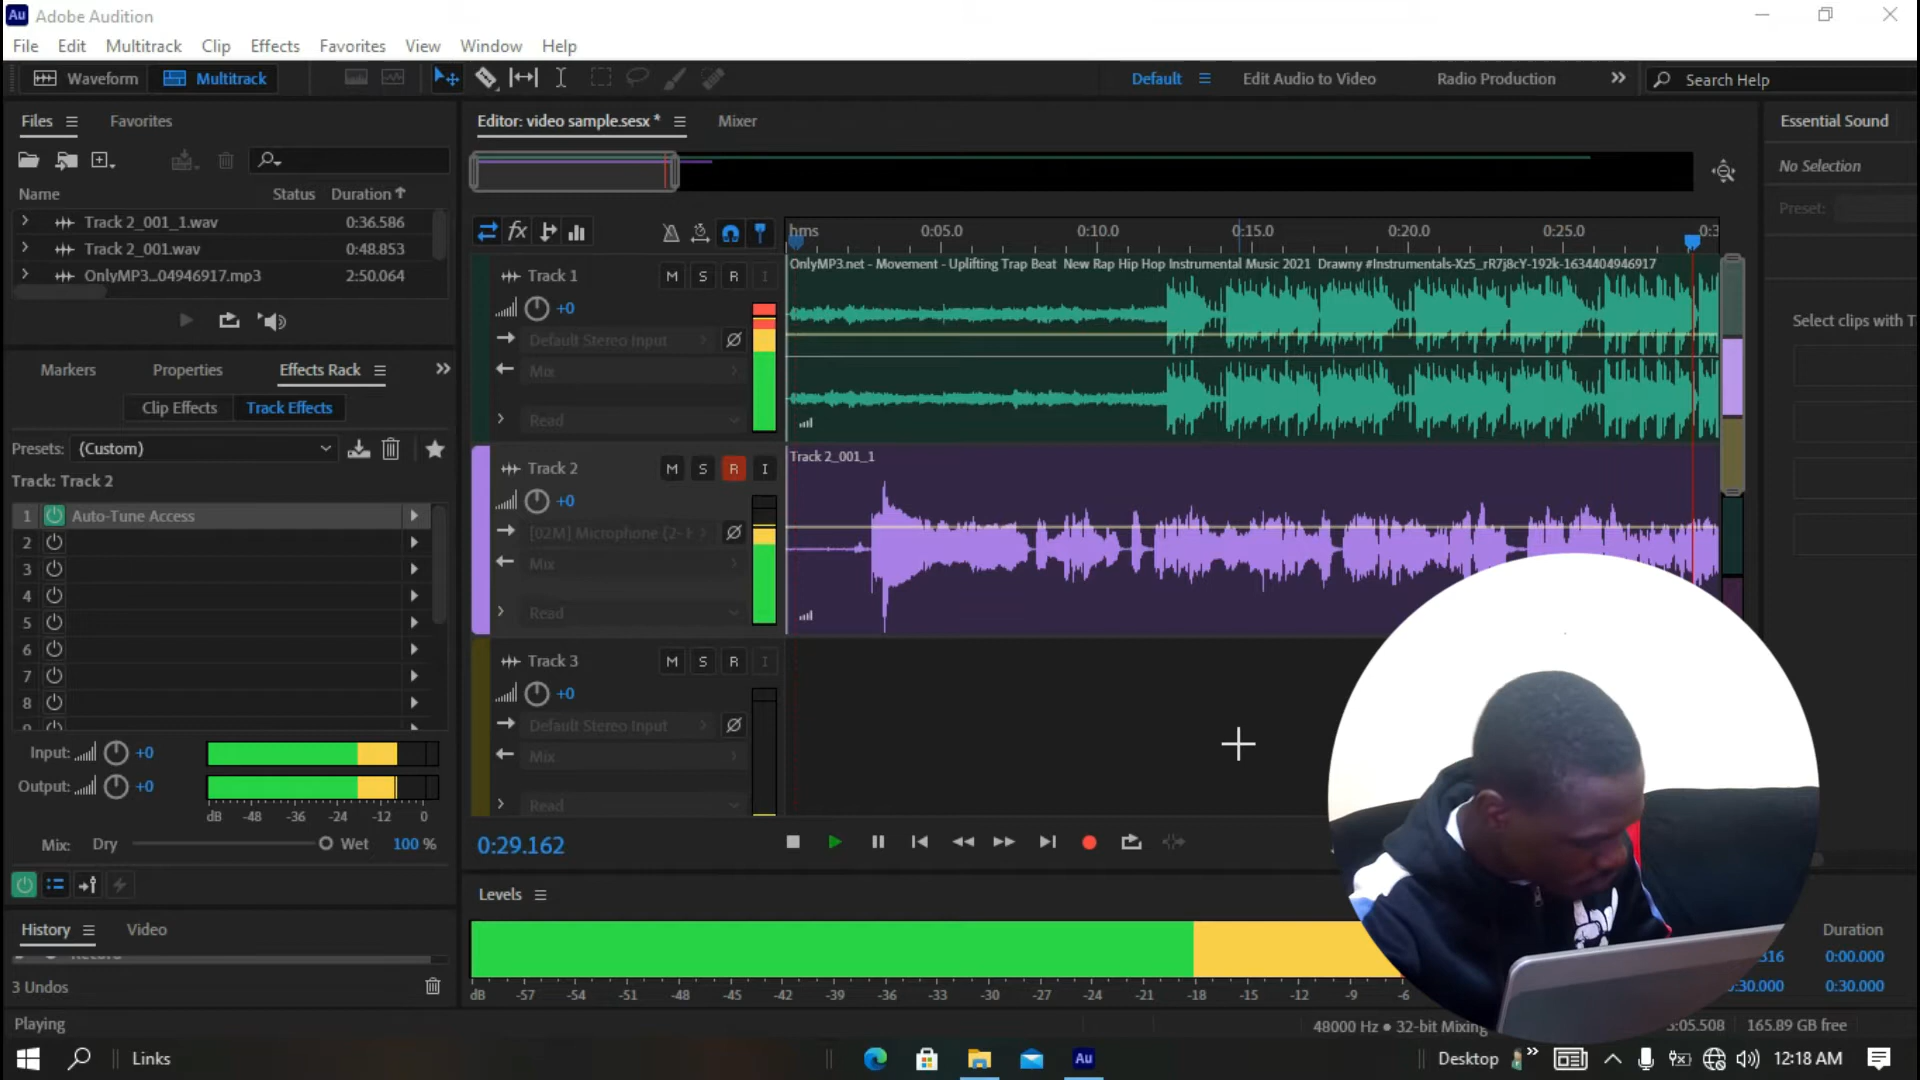 Au Adobe Audition
File Edit Multitrack Clip Effects Favorites View Window Help
Waveform Multitrack Default Edit Audio to Video Radio Production Search Help
Files Favorites
Name Status Duration
Track 2_001_1.wav 0:36.586
Track 2_001.wav 0:48.853
OnlyMP3...04946917.mp3 2:50.064
Markers Properties Effects Rack
Clip Effects Track Effects
Presets: (Custom)
Track: Track 2
1 Auto-Tune Access
2
3
4
5
6
7
8
Input: +0
Output: +0
dB -48 -36 -24 -12 0
Mix: Dry Wet 100 %
History Video
3 Undos
Playing
Editor: video sample.sesx * Mixer
fx
hms 0:05.0 0:10.0 0:15.0 0:20.0 0:25.0 0:3
Track 1 M S R I
+0
Default Stereo Input
Mix
Read
OnlyMP3.net - Movement - Uplifting Trap Beat New Rap Hip Hop Instrumental Music 2021 Drawny #Instrumentals-Xz5_rR7j8cY-192k-1634404946917
Track 2 M S R I
+0
[02M] Microphone (2- H
Mix
Read
Track 2_001_1
Track 3 M S R I
+0
Default Stereo Input
Mix
Read
0:29.162
Levels
dB -57 -54 -51 -48 -45 -42 -39 -36 -33 -30 -27 -24 -21 -18 -15 -12 -9 -6
Essential Sound
No Selection
Preset:
Select clips with T
Duration
316 0:00.000
0:30.000 0:30.000
48000 Hz • 32-bit Mixing 3:05.508 165.89 GB free
Links Au Desktop 12:18 AM